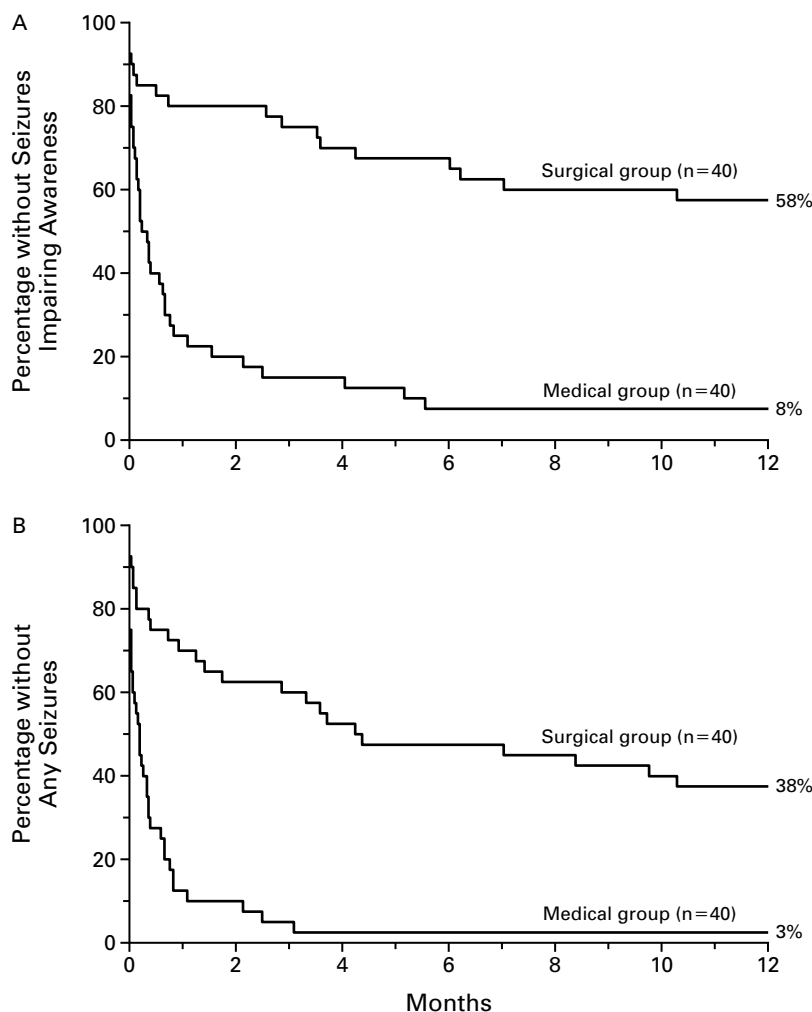 A
Percentage without Seizures
Impairing Awareness
100
80
60
40
20
0
Surgical group (n=40)
58%
Medical group (n=40)
8%
0 2 4 6 8 10 12
B
Percentage without
Any Seizures
100
80
60
40
20
0
Surgical group (n=40)
38%
Medical group (n=40)
3%
0 2 4 6 8 10 12
Months